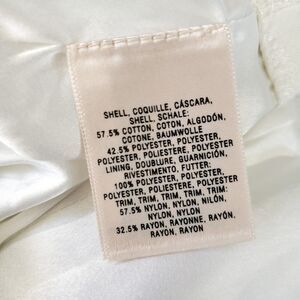 SHELL, COQUILLE, CÁSCARA,
SHELL, SCHALE:
57.5% COTTON, COTON, ALGODÓN,
COTONE, BAUMWOLLE
42.5% POLYESTER, POLYESTER,
POLYESTER, POLIESTERE, POLYESTER
LINING, DOUBLURE, GUARNICIÓN,
RIVESTIMENTO, FUTTER:
100% POLYESTER, POLYESTER,
POLYESTER, POLIESTERE, POLYESTER
TRIM, TRIM, TRIM, TRIM, TRIM:
57.5% NYLON, NYLON, NILÓN,
NYLON, NYLON
32.5% RAYON, RAYONNE, RAYÓN,
RAYON, RAYON